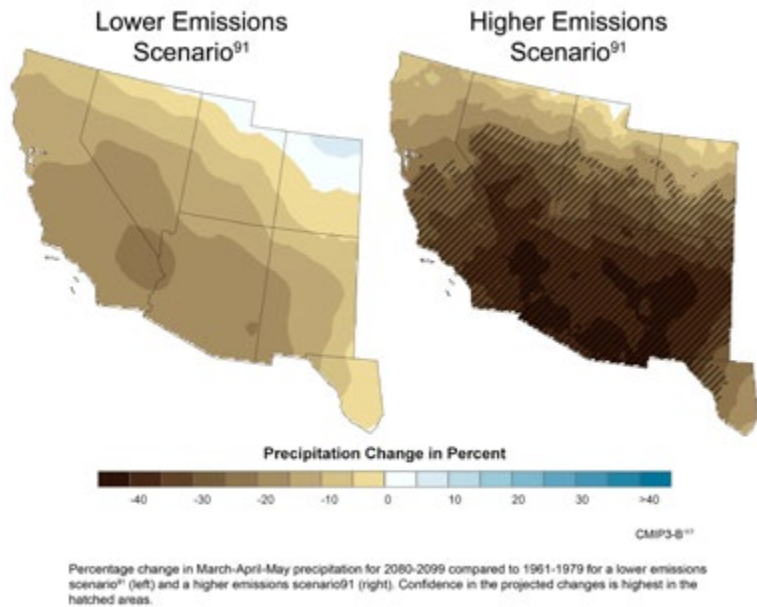 Lower Emissions
Scenario91
Higher Emissions
Scenario91
Precipitation Change in Percent
-40 -30 -20 -10 0 10 20 30 >40
CMIP3-B
Percentage change in March-April-May precipitation for 2080-2099 compared to 1961-1979 for a lower emissions
scenario91 (left) and a higher emissions scenario91 (right). Confidence in the projected changes is highest in the
hatched areas.